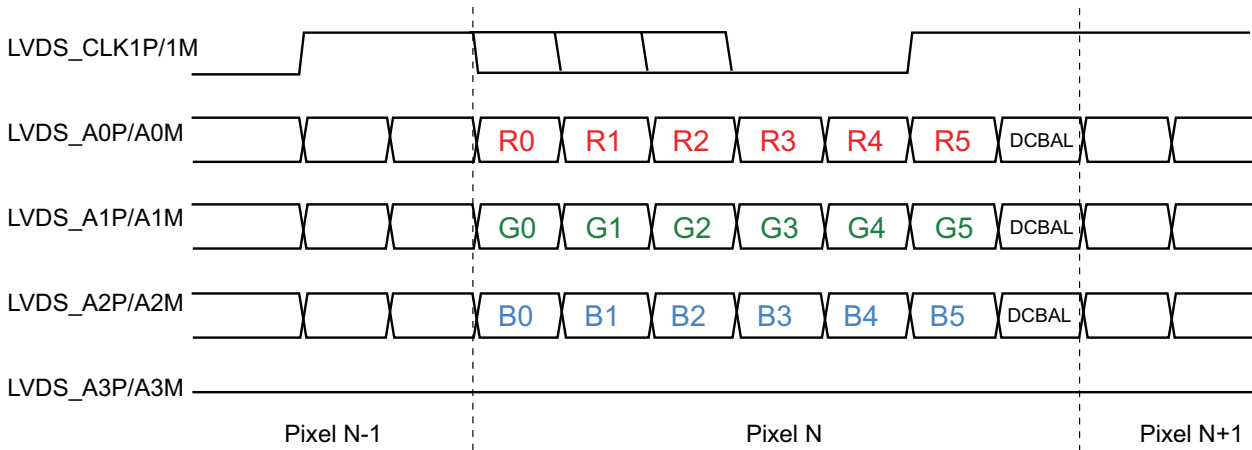 LVDS_CLK1P/1M
LVDS_A0P/A0M R0 R1 R2 R3 R4 R5 DCBAL
LVDS_A1P/A1M G0 G1 G2 G3 G4 G5 DCBAL
LVDS_A2P/A2M B0 B1 B2 B3 B4 B5 DCBAL
LVDS_A3P/A3M
Pixel N-1 Pixel N Pixel N+1